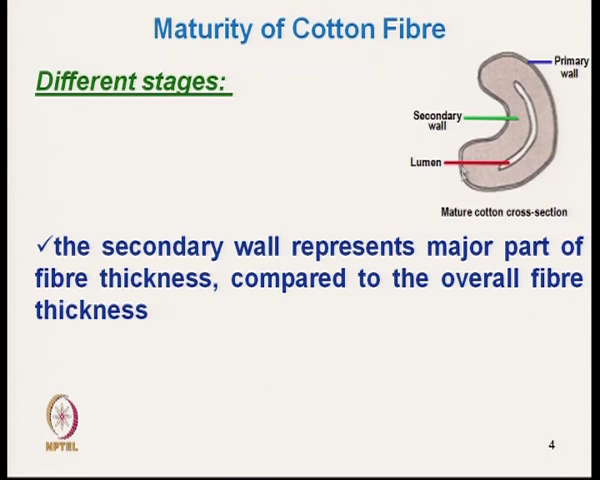 Maturity of Cotton Fibre
Different stages:
Primary
wall
Secondary
wall
Lumen
Mature cotton cross-section
✓the secondary wall represents major part of
fibre thickness, compared to the overall fibre
thickness
NPTEL
4